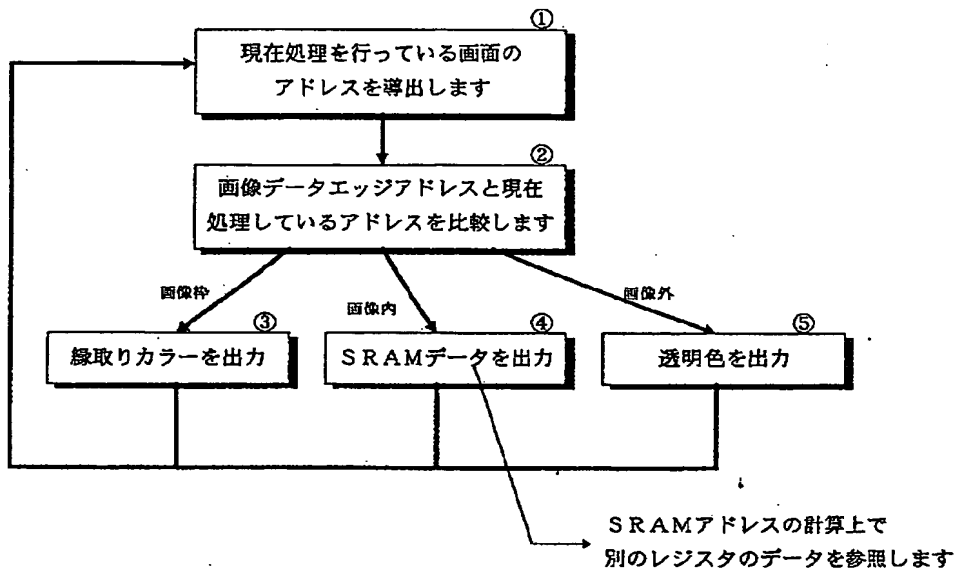 ①
現在処理を行っている画面の
アドレスを導出します
②
画像データエッジアドレスと現在
処理しているアドレスを比較します
画像枠
画像内
画像外
③
縁取りカラーを出力
④
ＳＲＡＭデータを出力
⑤
透明色を出力
ＳＲＡＭアドレスの計算上で
別のレジスタのデータを参照します